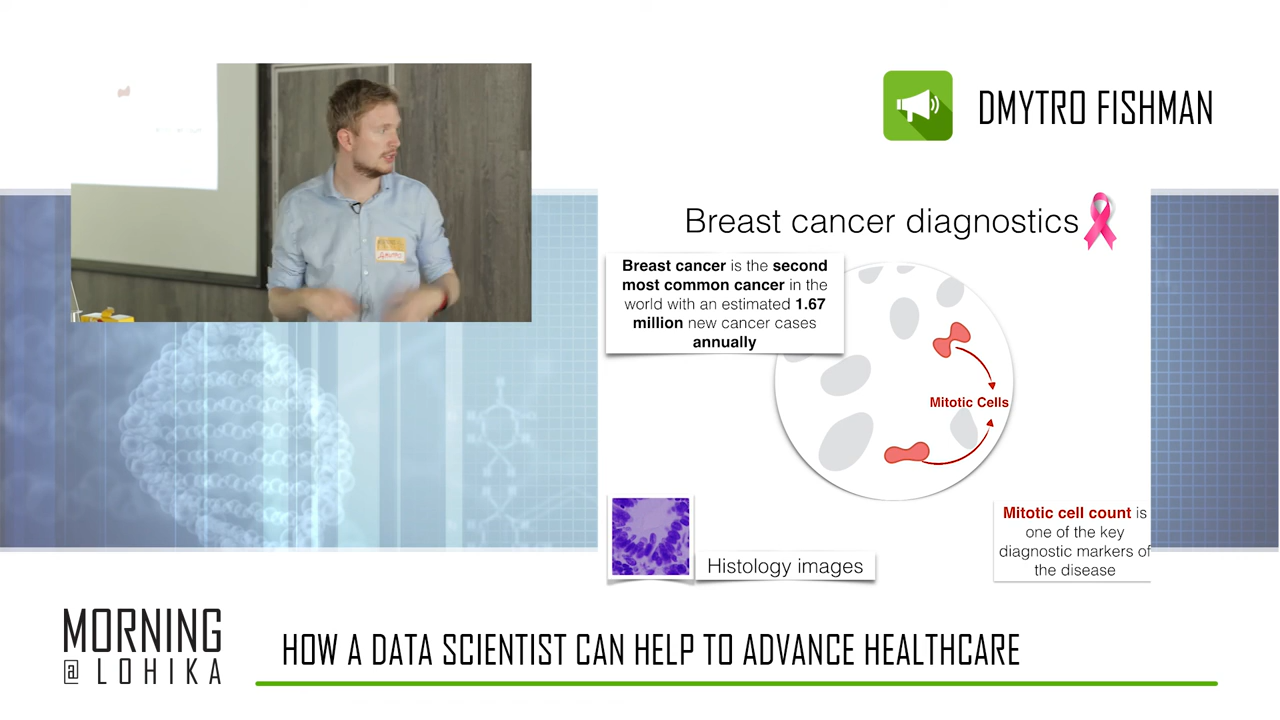 DMYTRO FISHMAN
Breast cancer diagnostics
Breast cancer is the second
most common cancer in the
world with an estimated 1.67
million new cancer cases
annually
Mitotic Cells
Mitotic cell count is
one of the key
diagnostic markers of
the disease
Histology images
MORNING
@ LOHIKA
HOW A DATA SCIENTIST CAN HELP TO ADVANCE HEALTHCARE